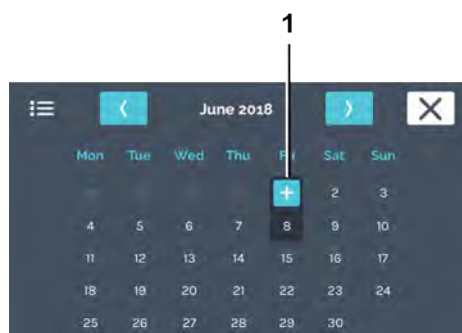 1
June 2018
Mon Tue Wed Thu Fri Sat Sun
+ 2 3
4 5 6 7 8 9 10
11 12 13 14 15 16 17
18 19 20 21 22 23 24
25 26 27 28 29 30